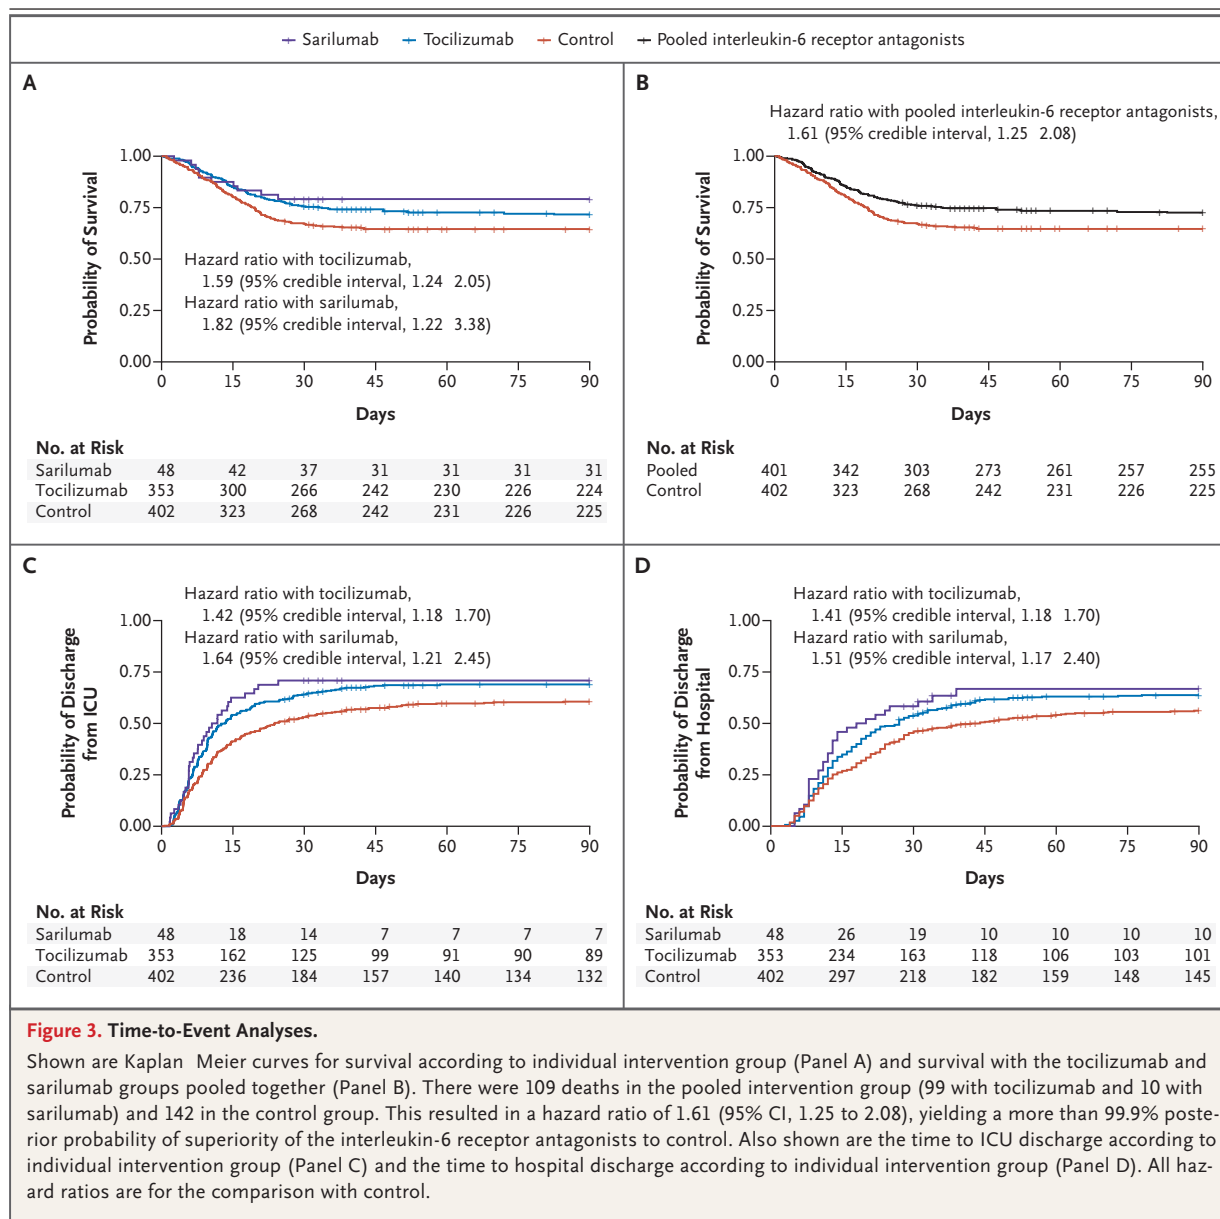 Sarilumab Tocilizumab Control Pooled interleukin-6 receptor antagonists
A
Hazard ratio with tocilizumab,
1.59 (95% credible interval, 1.24 2.05)
Hazard ratio with sarilumab,
1.82 (95% credible interval, 1.22 3.38)
Probability of Survival
1.00
0.75
0.50
0.25
0.00
0 15 30 45 60 75 90
Days
No. at Risk
Sarilumab 48 42 37 31 31 31 31
Tocilizumab 353 300 266 242 230 226 224
Control 402 323 268 242 231 226 225
B
Hazard ratio with pooled interleukin-6 receptor antagonists,
1.61 (95% credible interval, 1.25 2.08)
Probability of Survival
1.00
0.75
0.50
0.25
0.00
0 15 30 45 60 75 90
Days
No. at Risk
Pooled 401 342 303 273 261 257 255
Control 402 323 268 242 231 226 225
C
Hazard ratio with tocilizumab,
1.42 (95% credible interval, 1.18 1.70)
Hazard ratio with sarilumab,
1.64 (95% credible interval, 1.21 2.45)
Probability of Discharge
from ICU
1.00
0.75
0.50
0.25
0.00
0 15 30 45 60 75 90
Days
No. at Risk
Sarilumab 48 18 14 7 7 7 7
Tocilizumab 353 162 125 99 91 90 89
Control 402 236 184 157 140 134 132
D
Hazard ratio with tocilizumab,
1.41 (95% credible interval, 1.18 1.70)
Hazard ratio with sarilumab,
1.51 (95% credible interval, 1.17 2.40)
Probability of Discharge
from Hospital
1.00
0.75
0.50
0.25
0.00
0 15 30 45 60 75 90
Days
No. at Risk
Sarilumab 48 26 19 10 10 10 10
Tocilizumab 353 234 163 118 106 103 101
Control 402 297 218 182 159 148 145
Figure 3. Time-to-Event Analyses.
Shown are Kaplan Meier curves for survival according to individual intervention group (Panel A) and survival with the tocilizumab and
sarilumab groups pooled together (Panel B). There were 109 deaths in the pooled intervention group (99 with tocilizumab and 10 with
sarilumab) and 142 in the control group. This resulted in a hazard ratio of 1.61 (95% CI, 1.25 to 2.08), yielding a more than 99.9% poste-
rior probability of superiority of the interleukin-6 receptor antagonists to control. Also shown are the time to ICU discharge according to
individual intervention group (Panel C) and the time to hospital discharge according to individual intervention group (Panel D). All haz-
ard ratios are for the comparison with control.